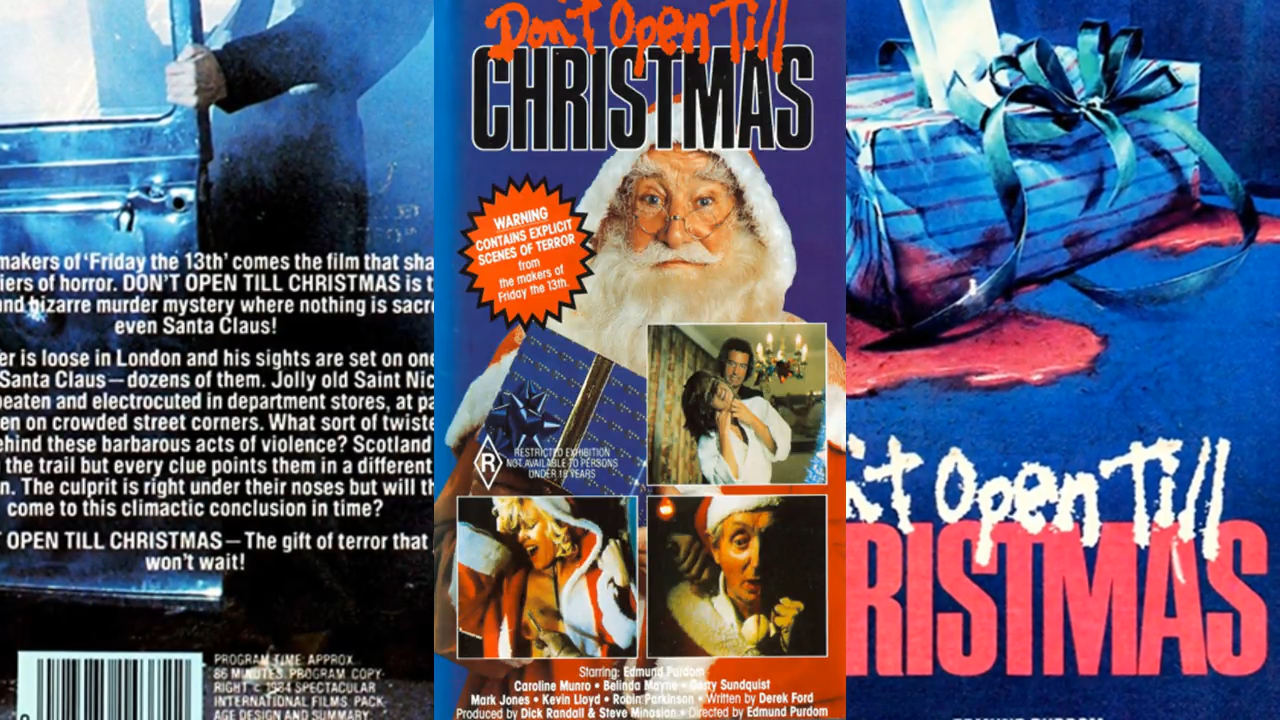 makers of 'Friday the 13th' comes the film that sha
iers of horror. DON'T OPEN TILL CHRISTMAS is t
and bizarre murder mystery where nothing is sacre
even Santa Claus!
er is loose in London and his sights are set on one
Santa Claus—dozens of them. Jolly old Saint Nic
beaten and electrocuted in department stores, at pa
en on crowded street corners. What sort of twiste
ehind these barbarous acts of violence? Scotland
the trail but every clue points them in a different
n. The culprit is right under their noses but will th
come to this climactic conclusion in time?
OPEN TILL CHRISTMAS—The gift of terror that
won't wait!
PROGRAM TIME: APPROX.
86 MINUTES. PROGRAM COPY-
RIGHT © 1984 SPECTACULAR
INTERNATIONAL FILMS. PACK-
AGE DESIGN AND SUMMARY
Don't Open Till
CHRISTMAS
WARNING
CONTAINS EXPLICIT
SCENES OF TERROR
from
the makers of
Friday the 13th.
R
RESTRICTED EXHIBITION
NOT AVAILABLE TO PERSONS
UNDER 18 YEARS
Starring: Edmund Purdom
Caroline Munro • Belinda Mayne • Gerry Sundquist
Mark Jones • Kevin Lloyd • Robin Parkinson • Written by Derek Ford
Produced by Dick Randall & Steve Minasian • Directed by Edmund Purdom
't Open Till
RISTMAS
EDMUND PURDOM